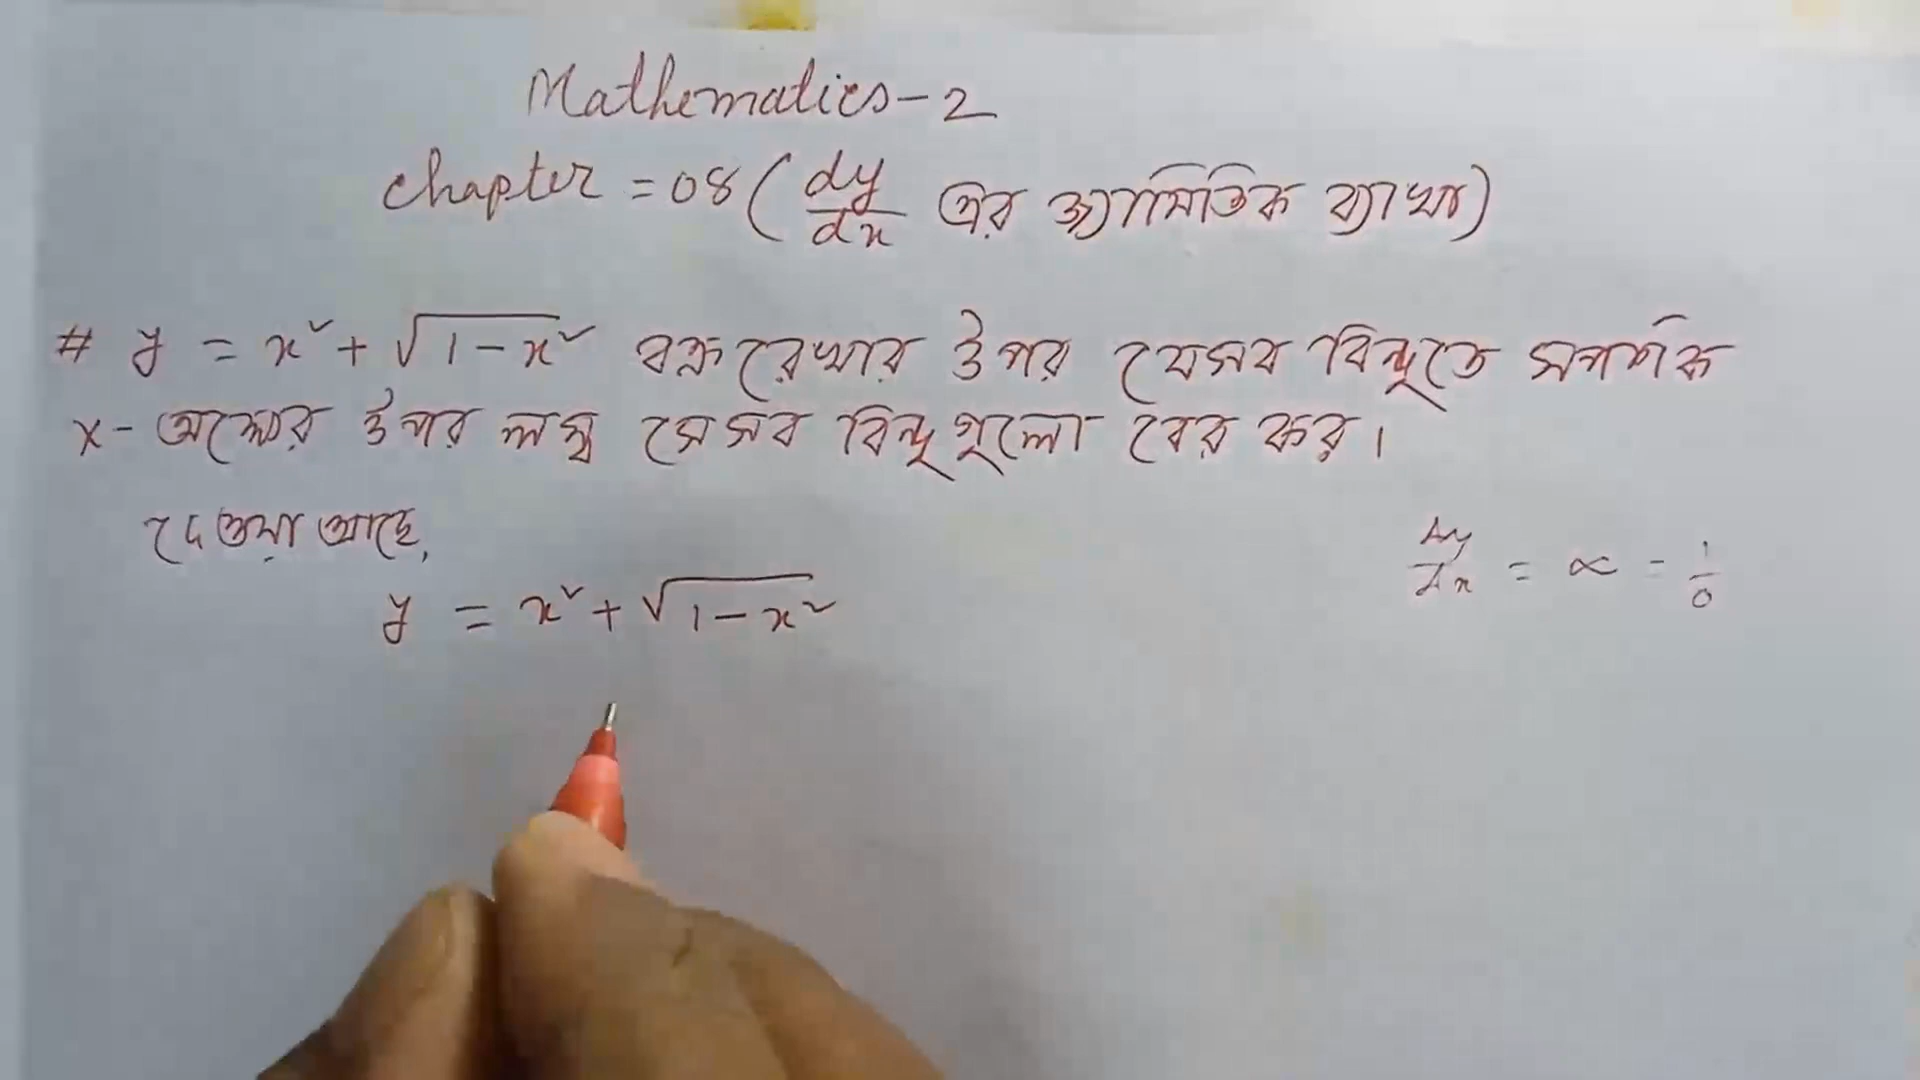 Mathematics-2
chapter = 08 (dy/dx এর জ্যামিতিক ব্যাখ্যা)
# y = x² + √(1-x²) বক্ররেখার উপর যেসব বিন্দুতে স্পর্শক
x-অক্ষের উপর লম্ব সে সব বিন্দুগুলো বের কর।
দেওয়া আছে,
dy/dx = ∝ = 1/0
y = x² + √(1-x²)